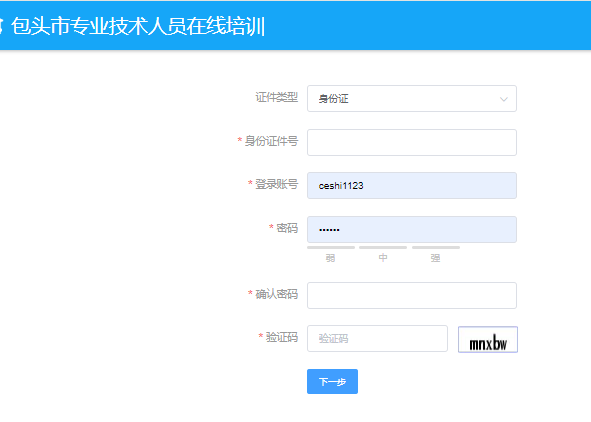 包头市专业技术人员在线培训
证件类型 身份证
* 身份证件号
* 登录账号 ceshi1123
* 密码 ••••••
弱 中 强
* 确认密码
* 验证码 验证码 mnxbw
下一步